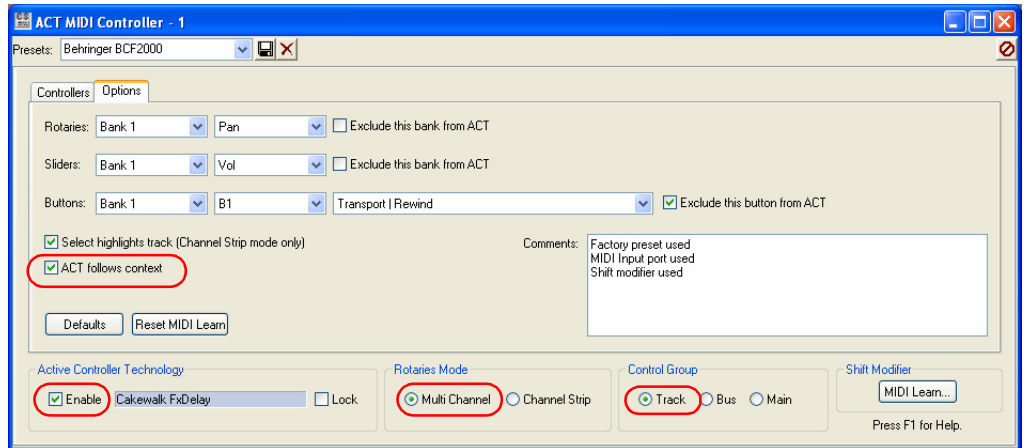 ACT MIDI Controller - 1
Presets: Behringer BCF2000
Controllers Options
Rotaries: Bank 1 Pan Exclude this bank from ACT
Sliders: Bank 1 Vol Exclude this bank from ACT
Buttons: Bank 1 B1 Transport | Rewind Exclude this button from ACT
Select highlights track (Channel Strip mode only)
ACT follows context
Comments: Factory preset used
MIDI Input port used
Shift modifier used
Defaults Reset MIDI Learn
Active Controller Technology Rotaries Mode Control Group Shift Modifier
Enable Cakewalk FxDelay Lock Multi Channel Channel Strip Track Bus Main MIDI Learn...
Press F1 for Help.